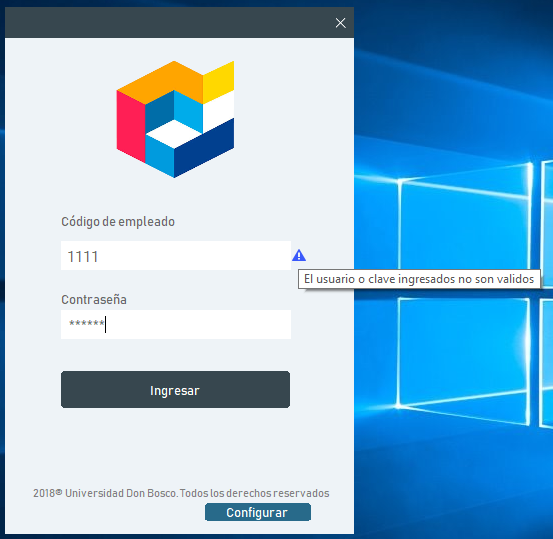 Código de empleado
1111
El usuario o clave ingresados no son validos
Contraseña
******
Ingresar
2018® Universidad Don Bosco. Todos los derechos reservados
Configurar